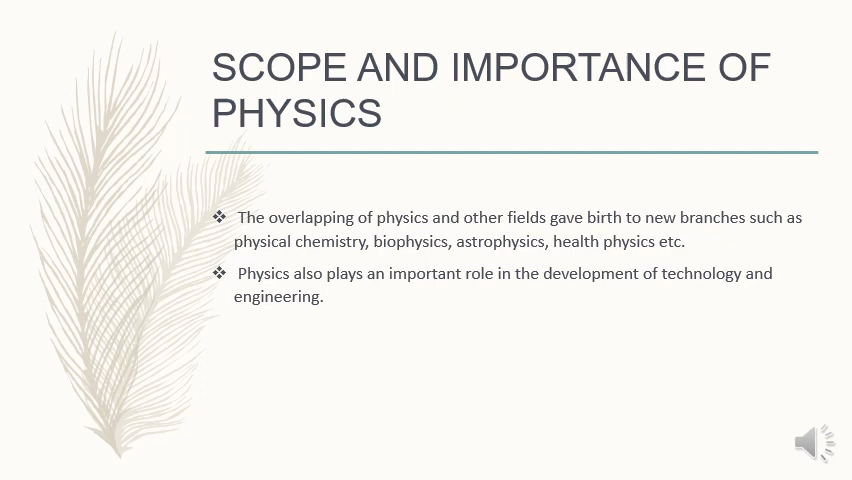 SCOPE AND IMPORTANCE OF
PHYSICS
❖ The overlapping of physics and other fields gave birth to new branches such as
physical chemistry, biophysics, astrophysics, health physics etc.
❖ Physics also plays an important role in the development of technology and
engineering.